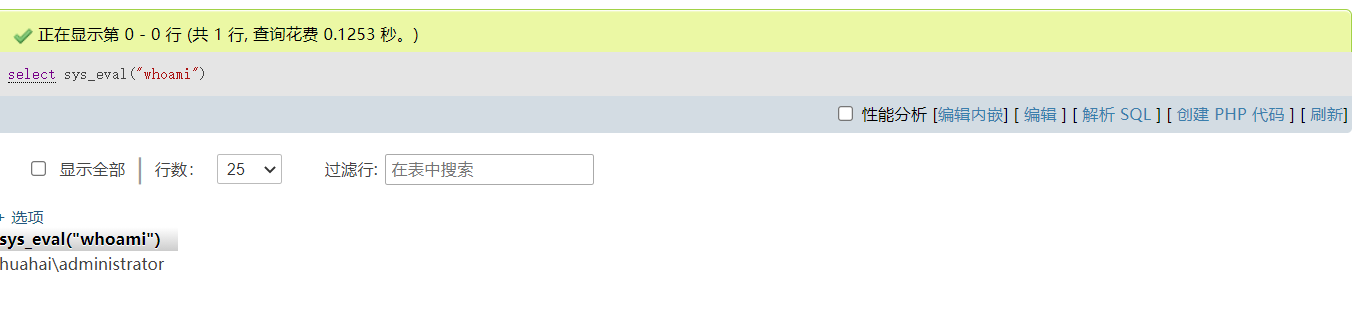 正在显示第 0 - 0 行 (共 1 行, 查询花费 0.1253 秒。)
select sys_eval("whoami")
性能分析 [编辑内嵌] [ 编辑 ] [ 解析 SQL ] [ 创建 PHP 代码 ] [ 刷新]
显示全部 | 行数: 25 过滤行: 在表中搜索
+ 选项
sys_eval("whoami")
huahai\administrator